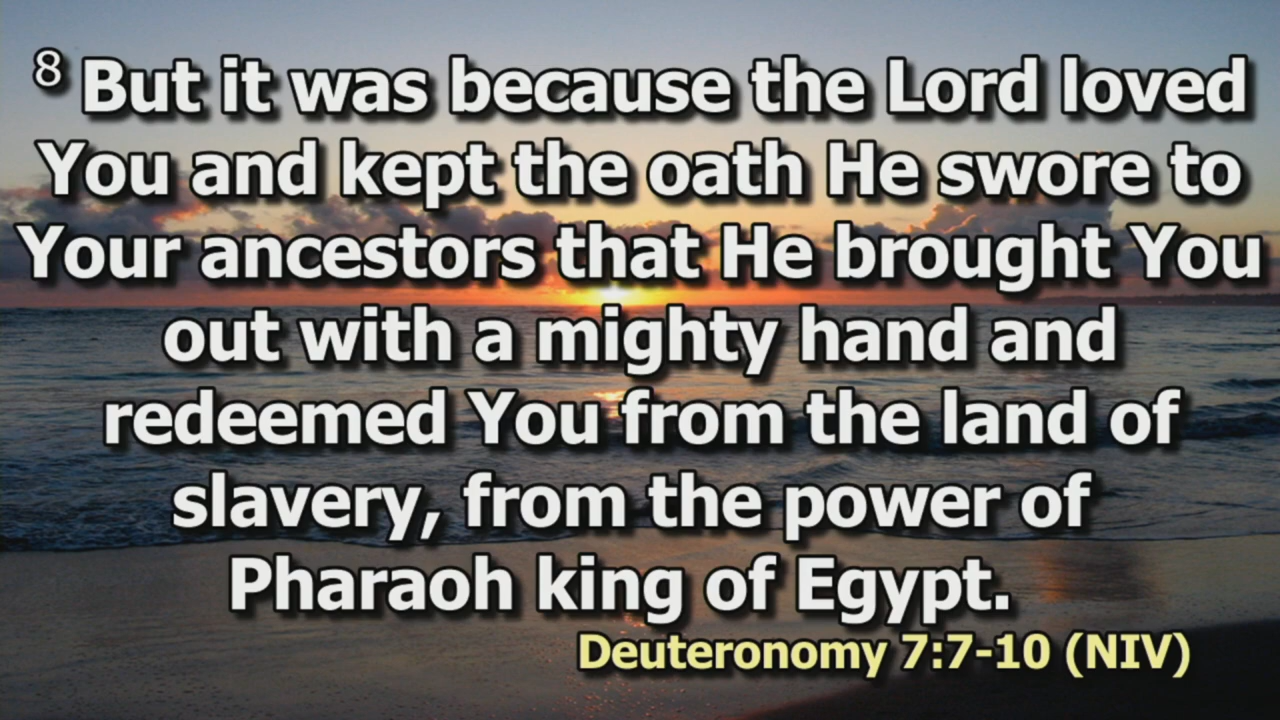 8 But it was because the Lord loved
You and kept the oath He swore to
Your ancestors that He brought You
out with a mighty hand and
redeemed You from the land of
slavery, from the power of
Pharaoh king of Egypt.
Deuteronomy 7:7-10 (NIV)